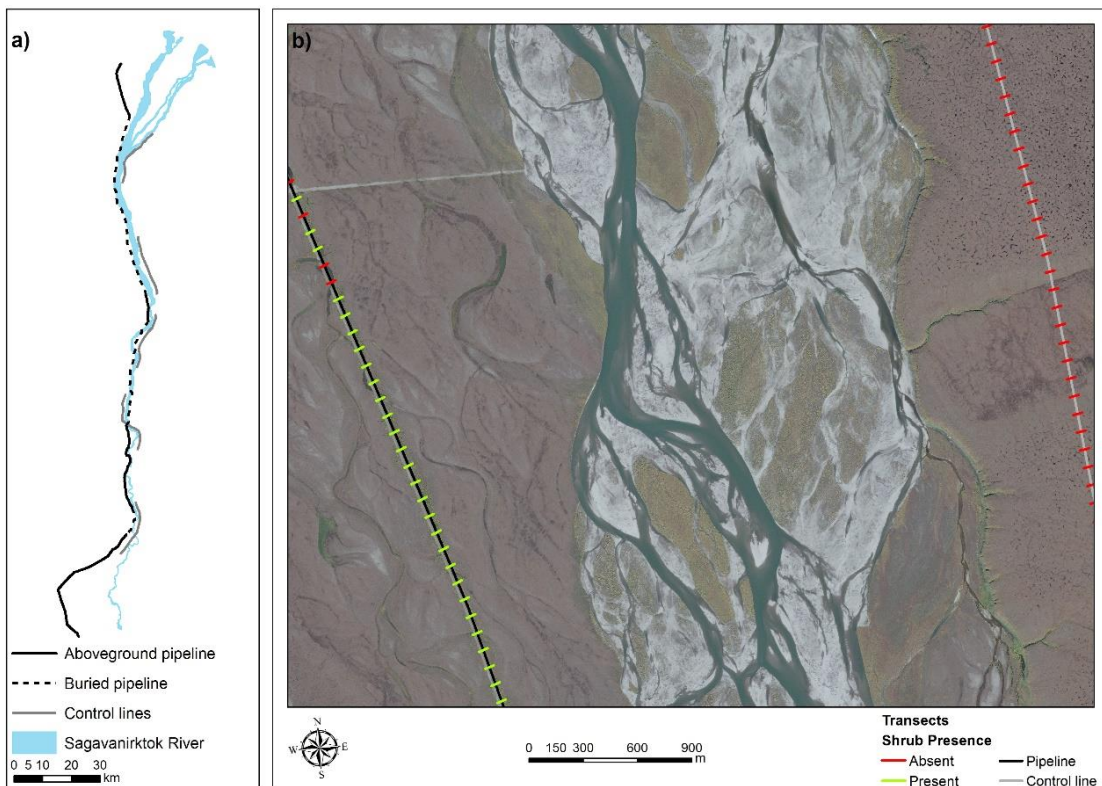 a)
Aboveground pipeline
Buried pipeline
Control lines
Sagavanirktok River
0 5 10 20 30
km
b)
N
W E
S
0 150 300 600 900
m
Transects
Shrub Presence
Absent
Present
Pipeline
Control line